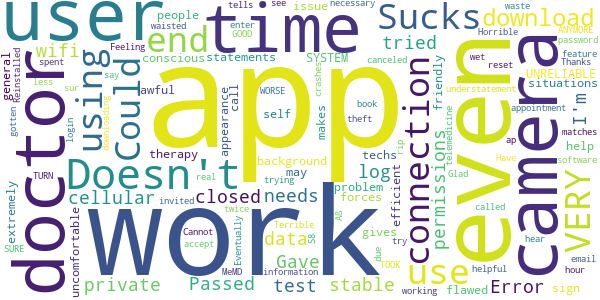 user
time
Sucks
download
app
work
doctor
even
camera
end
wifi
using
Could
Doesn't
cellular
private
closed
needs
data
Gave
Passed
test
stable
use
connection
permissions
log
tried
VERY
I'm
Error
people
waisted
conscious
statements
issue
tells
enter
GOOD
see
necessary
SYSTEM
waste
password
Horrible
feature
ANYMORE
Thanks
wet
reset
UNRELIABLE
understatement
situations
appointment
matches
help
software
Have
telemedicine
ap
Glad
called
hear
email
hour
helpful
flawed
sign
working
try
due
TOOK
gives
efficient
friendly
crashes
book
theft
canceled
WORSE
self
makes
call
appearance
background
may
trying
techs
problem
forces
rip
AG
S8
twice
Terrible
information
MeMD
Eventually
Cannot
accept
invited
real
therapy
awful
say
Feeling
spent
Reinstalled
general
less
sur
gotten
login
downloading
TURN
SURE
extremely
uncomfortable